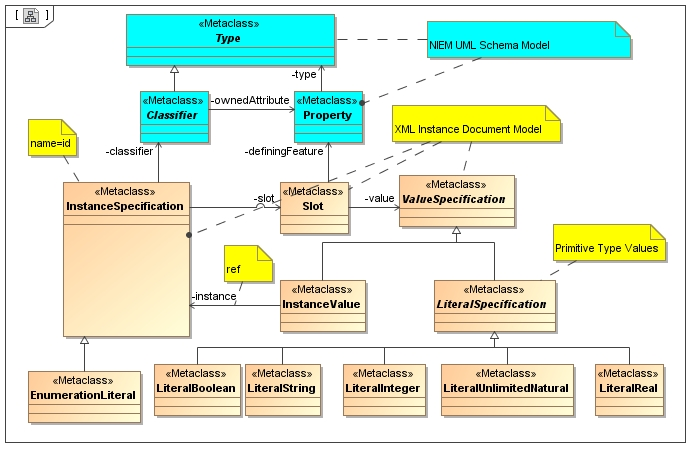 [ ]
«Metaclass»
Type
NIEM UML Schema Model
-type
«Metaclass»
Classifier
-ownedAttribute
«Metaclass»
Property
XML Instance Document Model
name=id
-classifier
-definingFeature
«Metaclass»
InstanceSpecification
-slot
«Metaclass»
Slot
-value
«Metaclass»
ValueSpecification
Primitive Type Values
ref
-instance
«Metaclass»
InstanceValue
«Metaclass»
LiteralSpecification
«Metaclass»
EnumerationLiteral
«Metaclass»
LiteralBoolean
«Metaclass»
LiteralString
«Metaclass»
LiteralInteger
«Metaclass»
LiteralUnlimitedNatural
«Metaclass»
LiteralReal